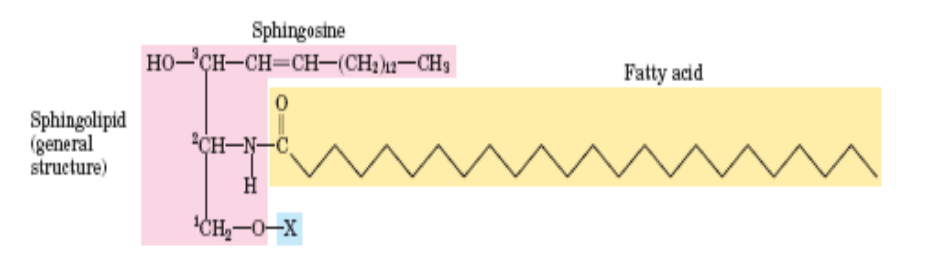 Sphingosine
HO—³CH—CH=CH—(CH₂)₁₂—CH₃
Fatty acid
O
Sphingolipid
(general
structure)
²CH—N—C
H
¹CH₂—O—X